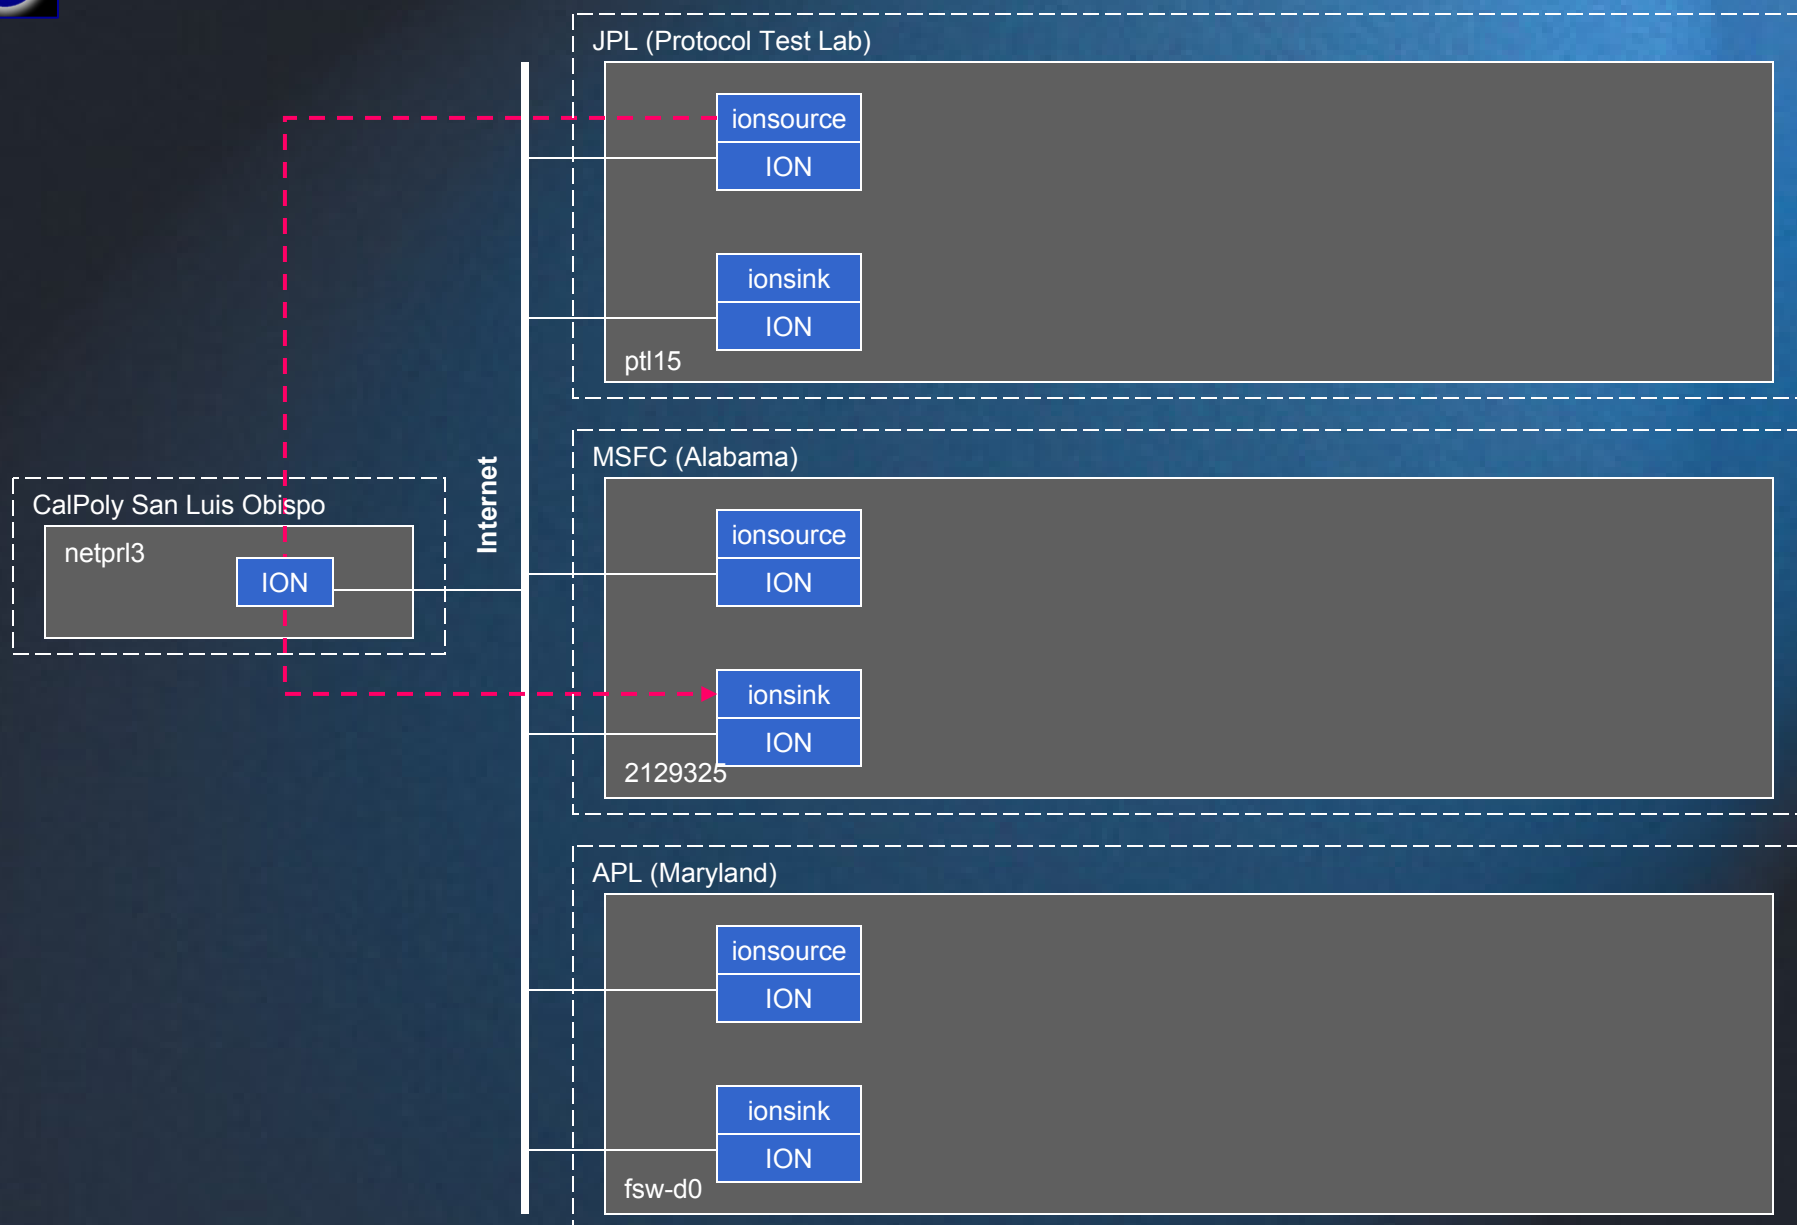 JPL (Protocol Test Lab)
ionsource
ION
ionsink
ION
ptl15
MSFC (Alabama)
ionsource
ION
ionsink
ION
2129325
CalPoly San Luis Obispo
netprl3
ION
Internet
APL (Maryland)
ionsource
ION
ionsink
ION
fsw-d0